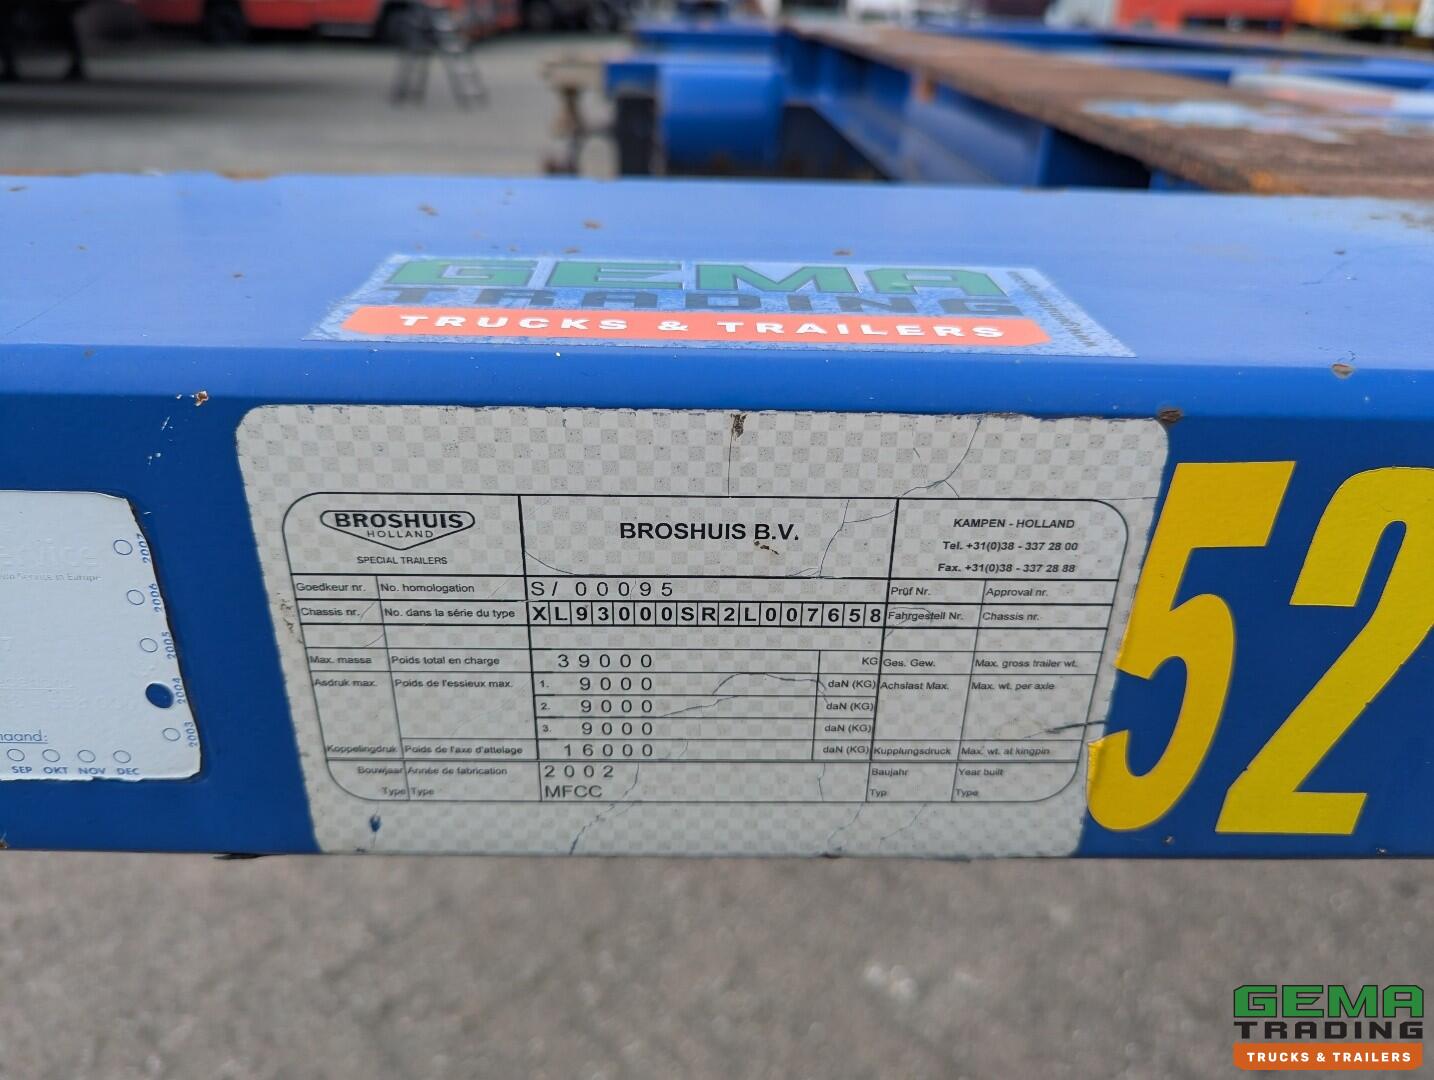 GEMA
TRADING
TRUCKS & TRAILERS
BROSHUIS
HOLLAND
SPECIAL TRAILERS
BROSHUIS B.V.
KAMPEN - HOLLAND
Tel. +31(0)38 - 337 28 00
Fax. +31(0)38 - 337 28 88
Goedkeur nr. No. homologation S/ 00095 Prüf Nr. Approval nr.
Chassis nr. No. dans la série du type XL93000SR2L007658 Fahrgestell Nr. Chassis nr.
Max. massa Poids total en charge 39000 KG Ges. Gew. Max. gross trailer wt.
Asdruk max. Poids de l'essieux max. 1. 9000 daN (KG) Achslast Max. Max. wt. per axle
2. 9000 daN (KG)
3. 9000 daN (KG)
Koppelingdruk Poids de l'axe d'attelage 16000 daN (KG) Kupplungsdruck Max. wt. at kingpin
Bouwjaar Année de fabrication 2002 Baujahr Year built
Type Type MFCC Typ Type
52
2007
2006
2005
2004
2003
maand:
SEP OKT NOV DEC
GEMA
TRADING
TRUCKS & TRAILERS